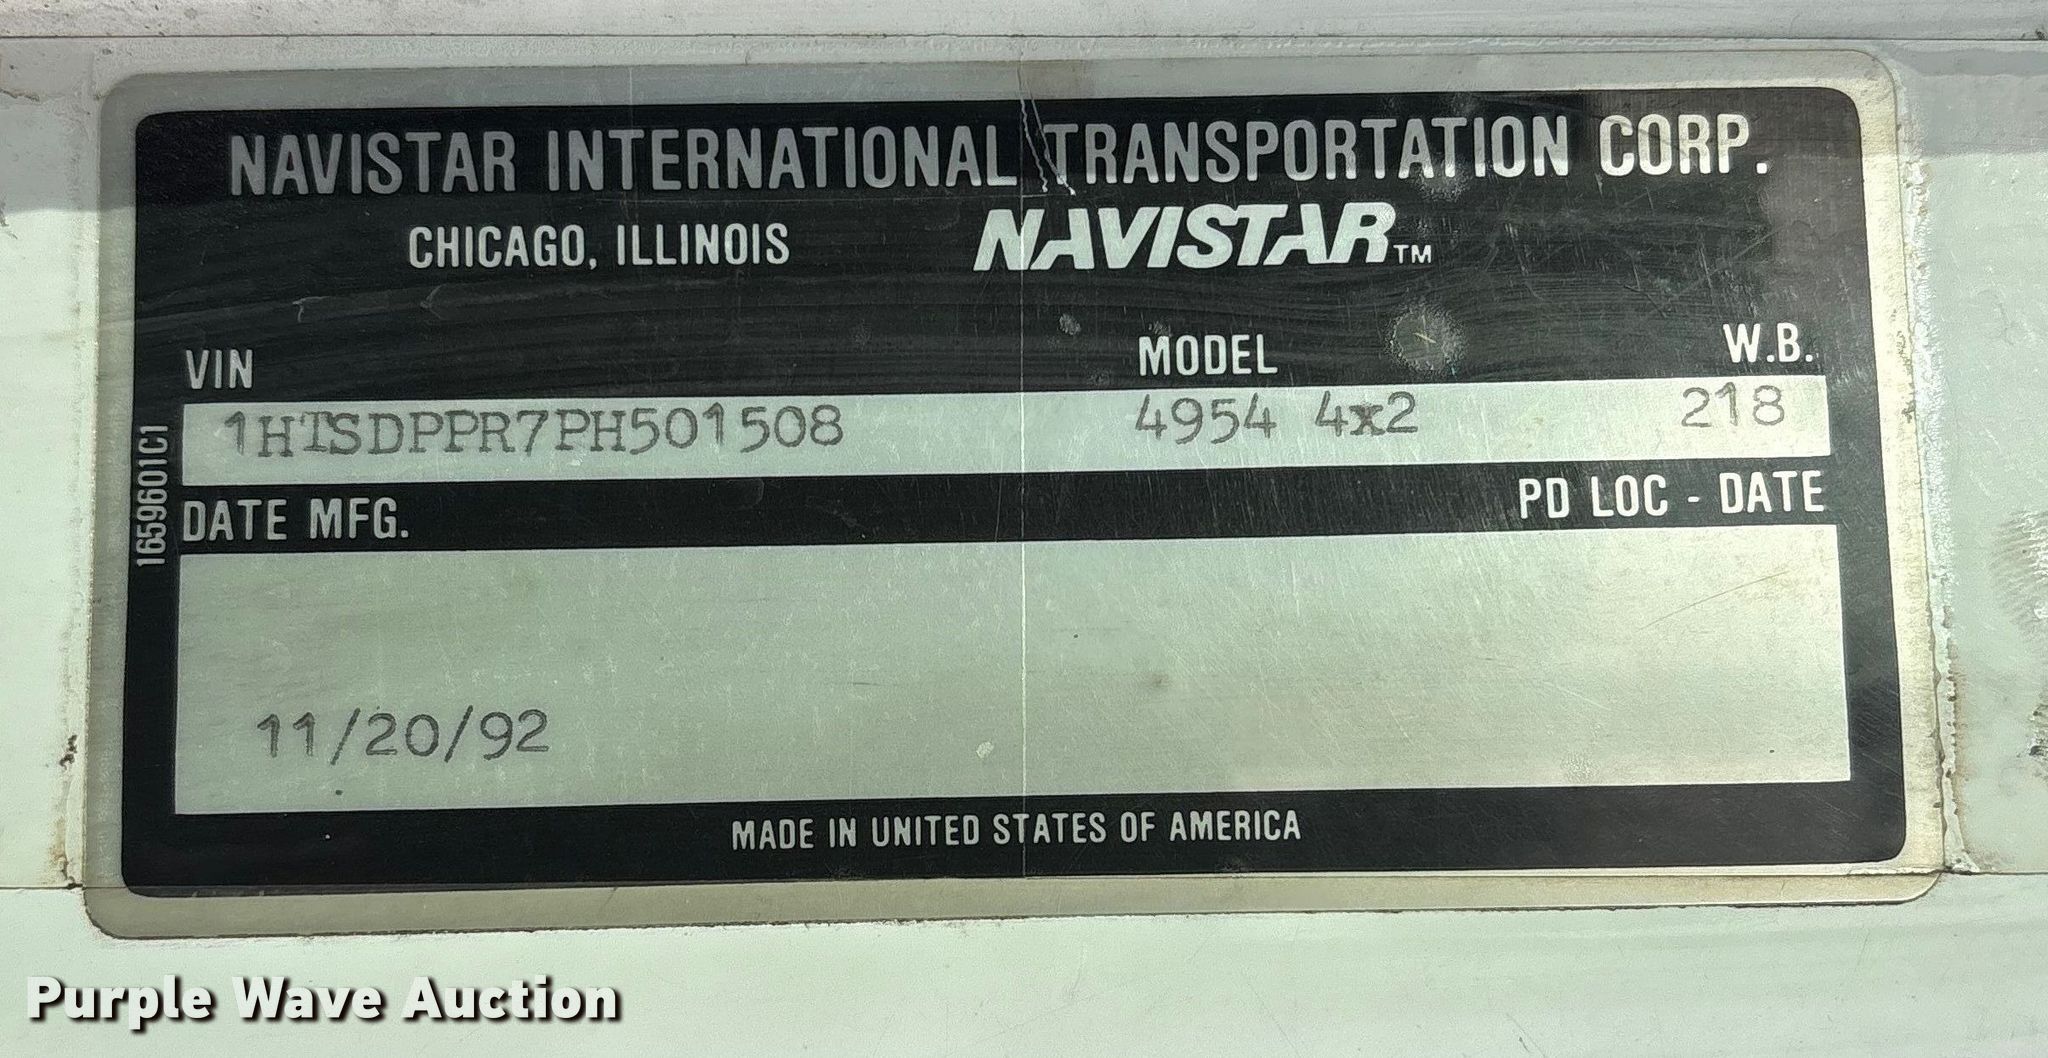 NAVISTAR INTERNATIONAL TRANSPORTATION CORP.
CHICAGO, ILLINOIS NAVISTAR™
VIN MODEL W.B.
1HTSDPPR7PH501508 4954 4x2 218
1659601C1
DATE MFG. PD LOC - DATE
11/20/92
MADE IN UNITED STATES OF AMERICA
Purple Wave Auction